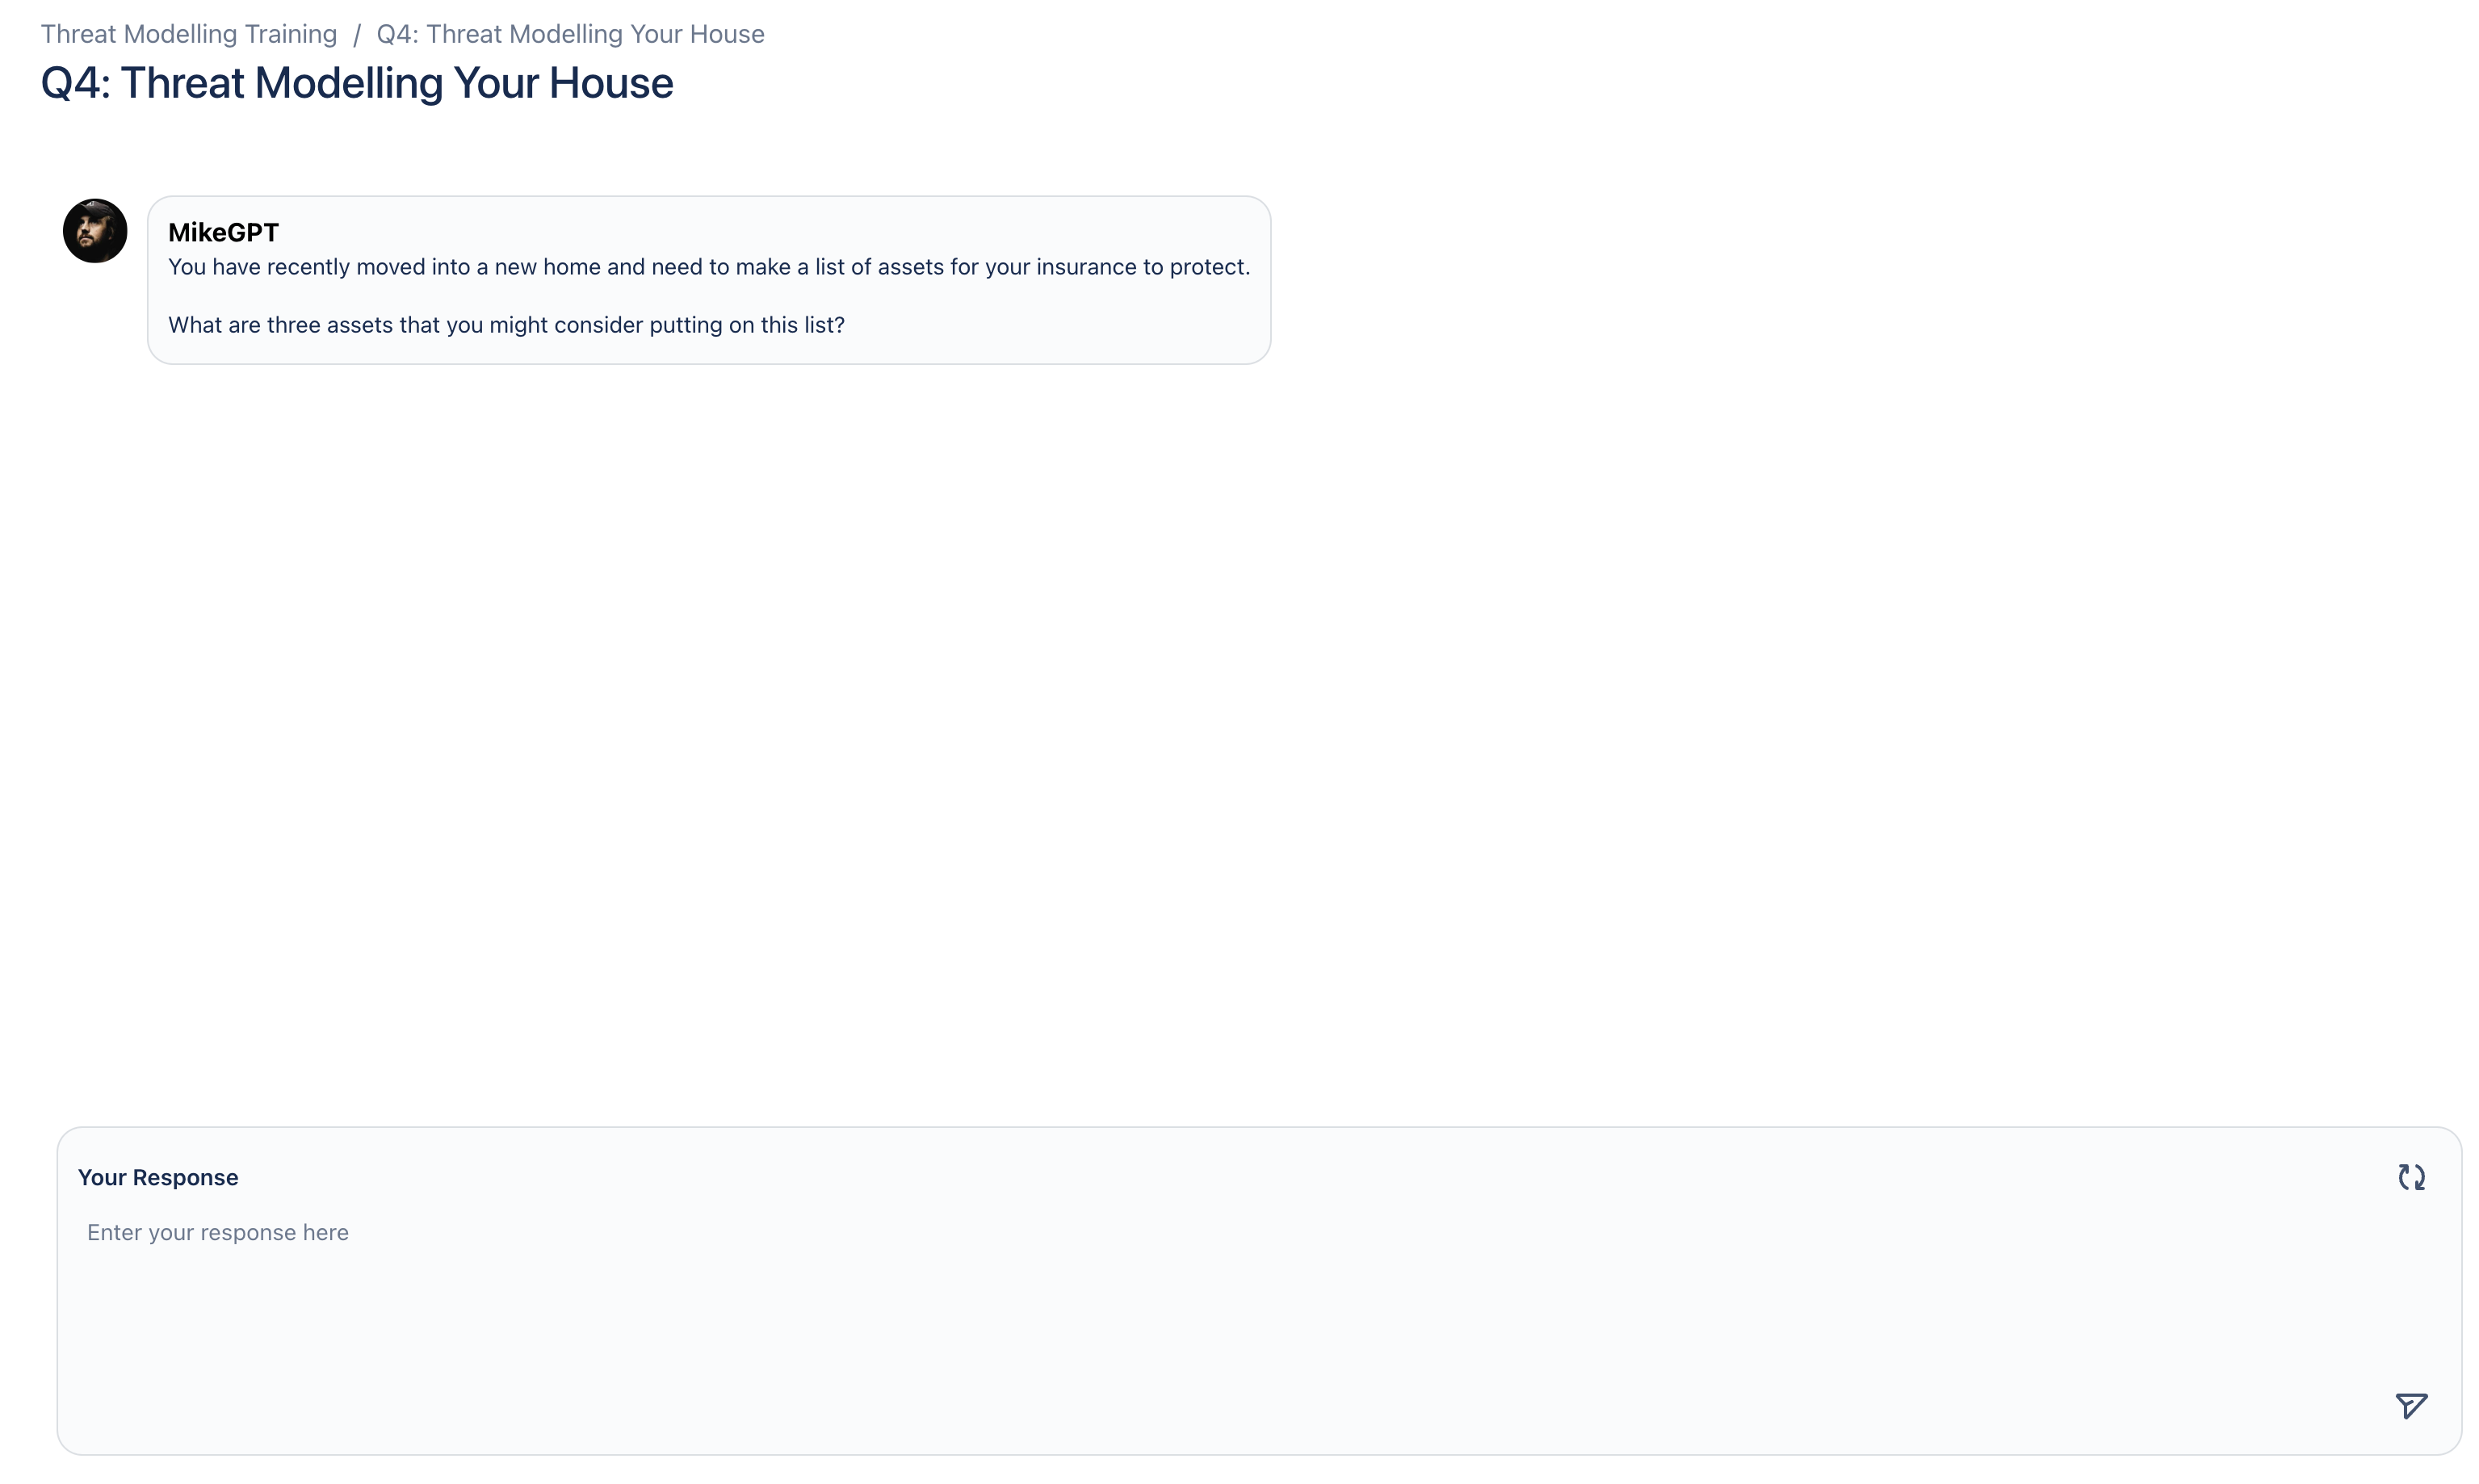 Threat Modelling Training / Q4: Threat Modelling Your House
Q4: Threat Modelling Your House
MikeGPT
You have recently moved into a new home and need to make a list of assets for your insurance to protect.
What are three assets that you might consider putting on this list?
Your Response
Enter your response here